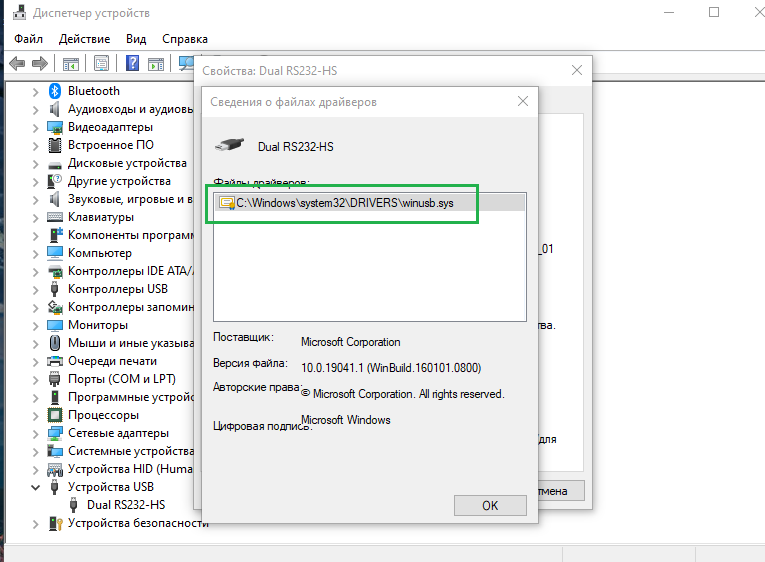 Диспетчер устройств
Файл Действие Вид Справка
Bluetooth
Аудиовходы и аудиовы
Видеоадаптеры
Встроенное ПО
Дисковые устройства
Другие устройства
Звуковые, игровые и в
Клавиатуры
Компоненты програм
Компьютер
Контроллеры IDE ATA/
Контроллеры USB
Контроллеры запомин
Мониторы
Мыши и иные указыва
Очереди печати
Порты (COM и LPT)
Программные устройс
Процессоры
Сетевые адаптеры
Системные устройства
Устройства HID (Huma
Устройства USB
Dual RS232-HS
Устройства безопасности
Свойства: Dual RS232-HS
_01
тва.
для
тмена
Сведения о файлах драйверов
Dual RS232-HS
Файлы драйверов:
C:\Windows\system32\DRIVERS\winusb.sys
Поставщик: Microsoft Corporation
Версия файла: 10.0.19041.1 (WinBuild.160101.0800)
Авторские права: © Microsoft Corporation. All rights reserved.
Цифровая подпись: Microsoft Windows
OK